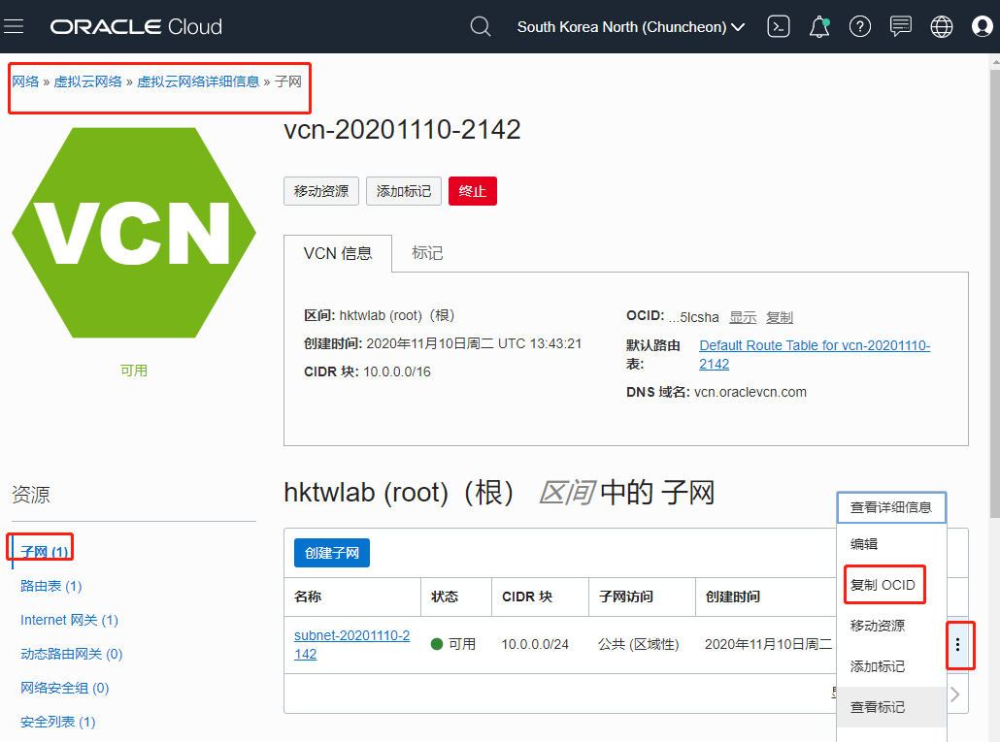 ORACLE Cloud
South Korea North (Chuncheon)
网络 » 虚拟云网络 » 虚拟云网络详细信息 » 子网
VCN
可用
vcn-20201110-2142
移动资源 添加标记 终止
VCN 信息 标记
区间: hktwlab (root)（根）
创建时间: 2020年11月10日周二 UTC 13:43:21
CIDR 块: 10.0.0.0/16
OCID: ...5lcsha 显示 复制
默认路由
表:
Default Route Table for vcn-20201110-
2142
DNS 域名: vcn.oraclevcn.com
资源
子网 (1)
路由表 (1)
Internet 网关 (1)
动态路由网关 (0)
网络安全组 (0)
安全列表 (1)
hktwlab (root)（根） 区间 中的 子网
创建子网
名称 状态 CIDR 块 子网访问 创建时间
subnet-20201110-2
142
可用 10.0.0.0/24 公共 (区域性) 2020年11月10日周二
查看详细信息
编辑
复制 OCID
移动资源
添加标记
查看标记